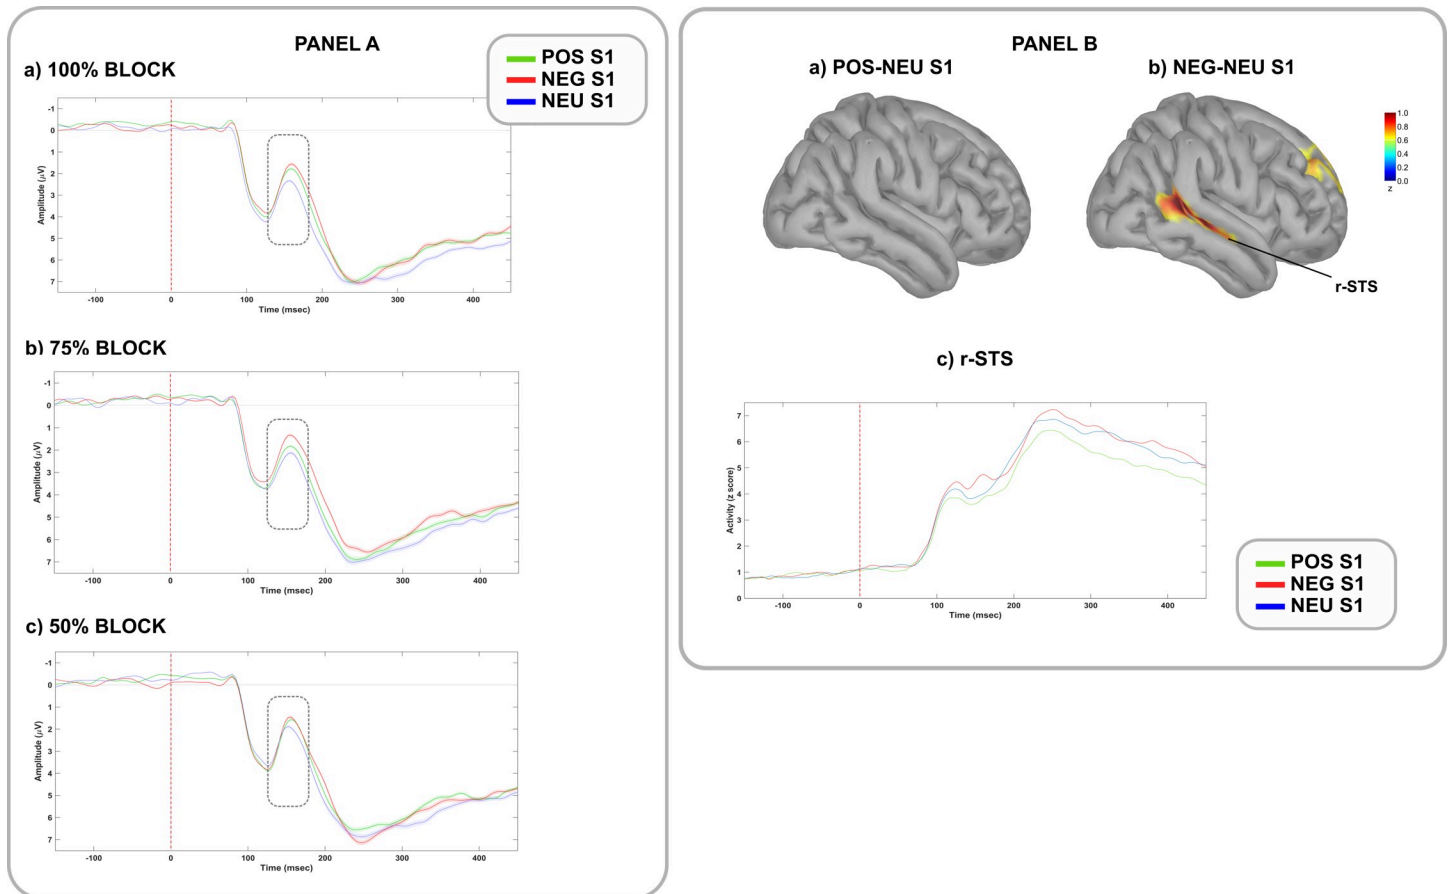 PANEL A
POS S1
NEG S1
NEU S1
a) 100% BLOCK
-1
0
1
2
3
4
5
6
7
Amplitude (μV)
-100 0 100 200 300 400
Time (msec)
b) 75% BLOCK
-1
0
1
2
3
4
5
6
7
Amplitude (μV)
-100 0 100 200 300 400
Time (msec)
c) 50% BLOCK
-1
0
1
2
3
4
5
6
7
Amplitude (μV)
-100 0 100 200 300 400
Time (msec)
PANEL B
a) POS-NEU S1
b) NEG-NEU S1
1.0
0.8
0.6
0.4
0.2
0.0
z
r-STS
c) r-STS
7
6
5
4
3
2
1
0
Activity (z score)
-100 0 100 200 300 400
Time (msec)
POS S1
NEG S1
NEU S1